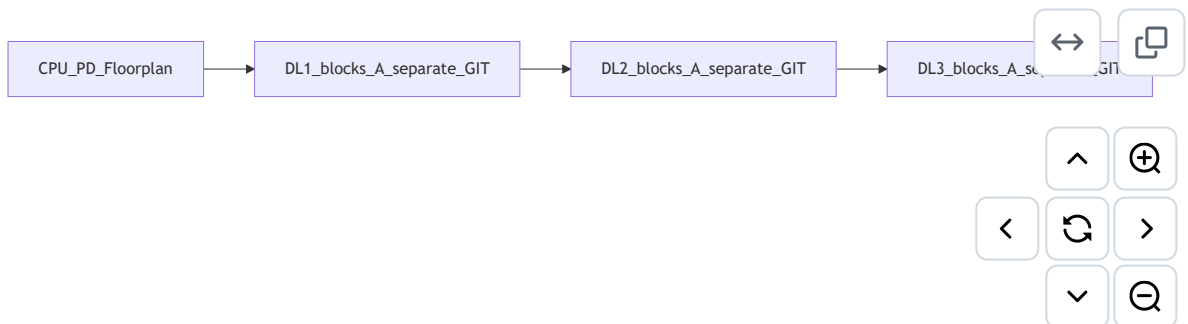 CPU_PD_Floorplan
DL1_blocks_A_separate_GIT
DL2_blocks_A_separate_GIT